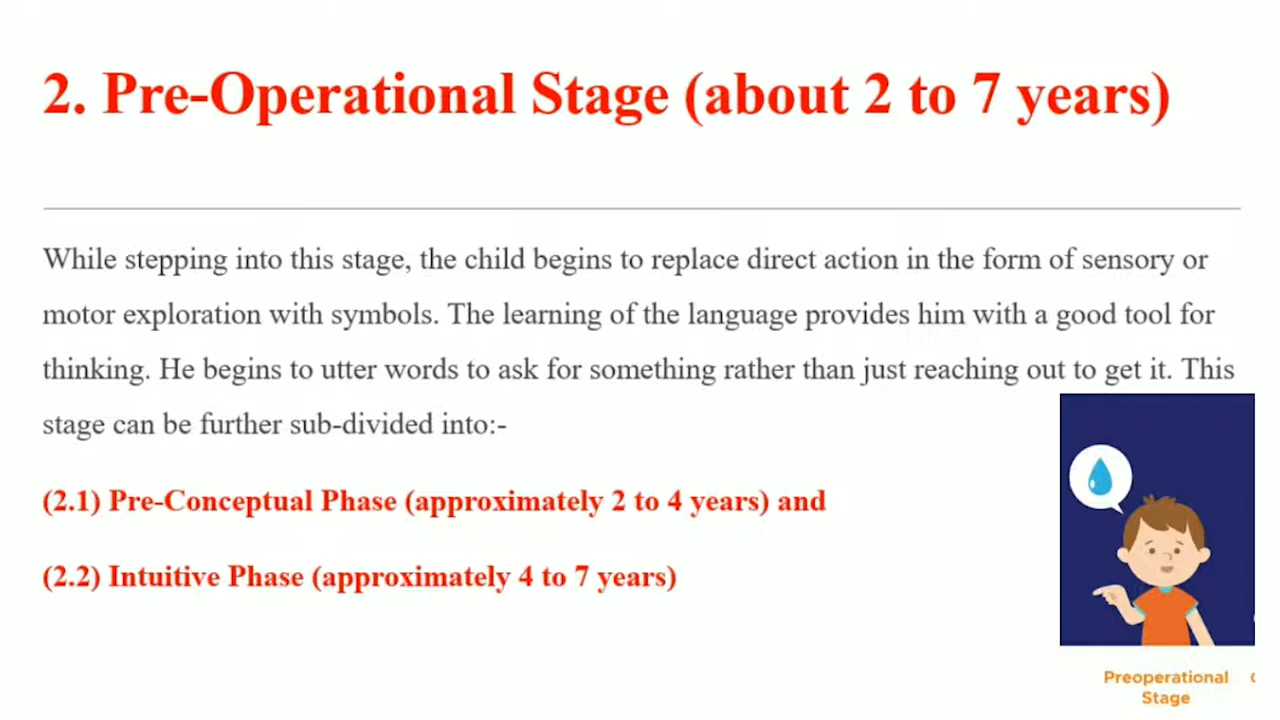 2. Pre-Operational Stage (about 2 to 7 years)
While stepping into this stage, the child begins to replace direct action in the form of sensory or
motor exploration with symbols. The learning of the language provides him with a good tool for
thinking. He begins to utter words to ask for something rather than just reaching out to get it. This
stage can be further sub-divided into:-
(2.1) Pre-Conceptual Phase (approximately 2 to 4 years) and
(2.2) Intuitive Phase (approximately 4 to 7 years)
Preoperational
Stage